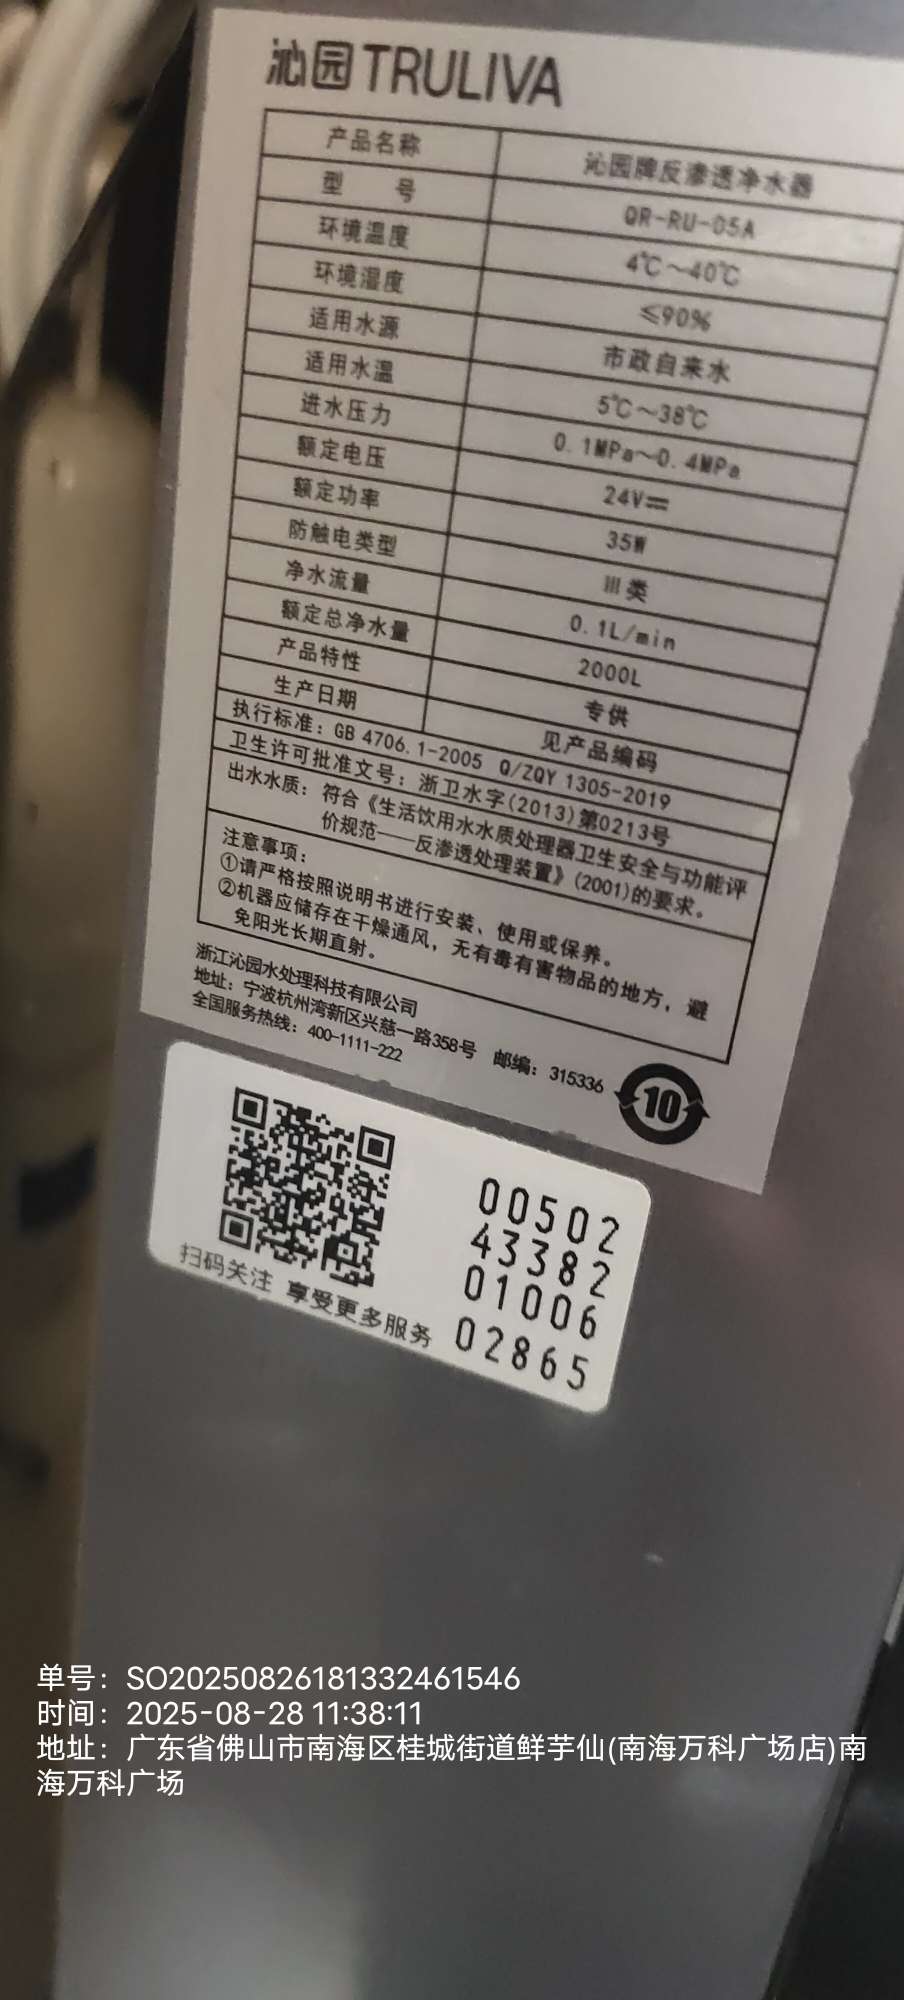 沁园TRULIVA
产品名称 沁园牌反渗透净水器
型 号 QR-RU-05A
环境温度 4℃~40℃
环境湿度 ≤90%
适用水源 市政自来水
适用水温 5℃~38℃
进水压力 0.1MPa~0.4MPa
额定电压 24V⎓
额定功率 35W
防触电类型 III类
净水流量 0.1L/min
额定总净水量 2000L
产品特性 专供
生产日期 见产品编码
执行标准：GB 4706.1-2005 Q/ZQY 1305-2019
卫生许可批准文号：浙卫水字(2013)第0213号
出水水质：符合《生活饮用水水质处理器卫生安全与功能评
价规范——反渗透处理装置》(2001)的要求。
注意事项：
①请严格按照说明书进行安装、使用或保养。
②机器应储存在干燥通风，无有毒有害物品的地方，避
免阳光长期直射。
浙江沁园水处理科技有限公司
地址：宁波杭州湾新区兴慈一路358号 邮编：315336
全国服务热线：400-1111-222
10
00502
43382
01006
02865
扫码关注 享受更多服务
单号：SO20250826181332461546
时间：2025-08-28 11:38:11
地址：广东省佛山市南海区桂城街道鲜芋仙(南海万科广场店)南
海万科广场